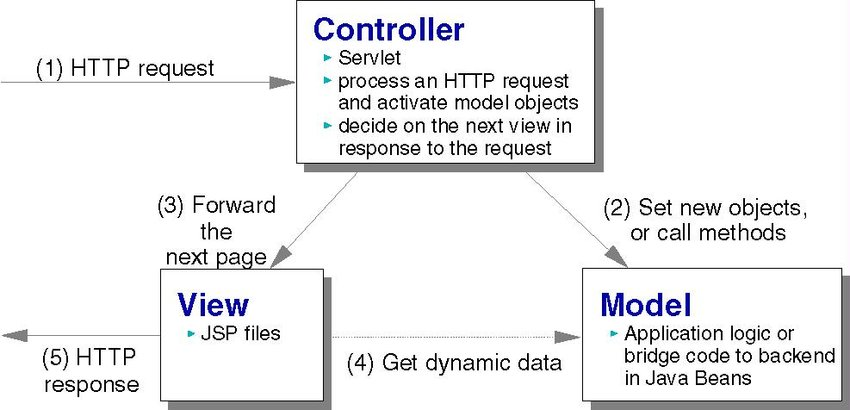 Controller
Servlet
process an HTTP request
and activate model objects
decide on the next view in
response to the request
(1) HTTP request
(3) Forward
the
next page
(2) Set new objects,
or call methods
View
JSP files
Model
Application logic or
bridge code to backend
in Java Beans
(4) Get dynamic data
(5) HTTP
response